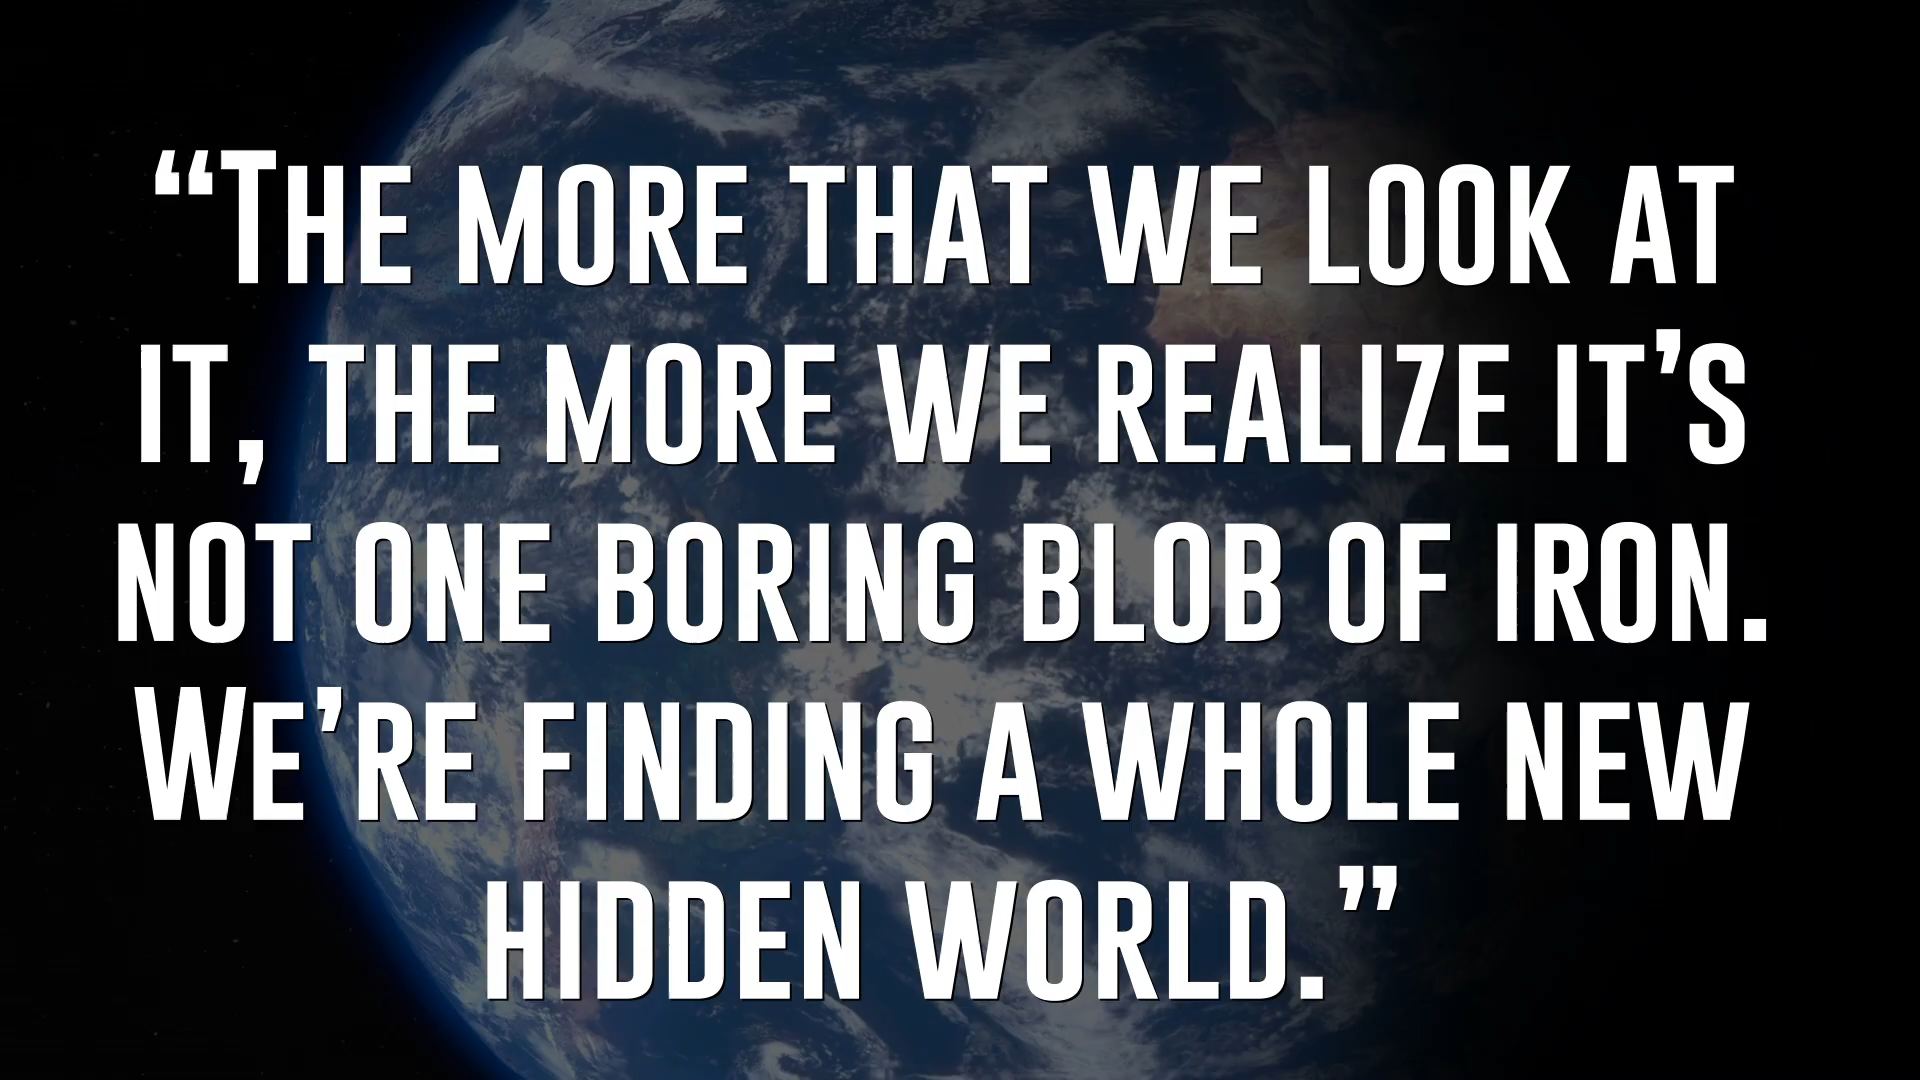 “The more that we look at
it, the more we realize it’s
not one boring blob of iron.
We’re finding a whole new
hidden world.”